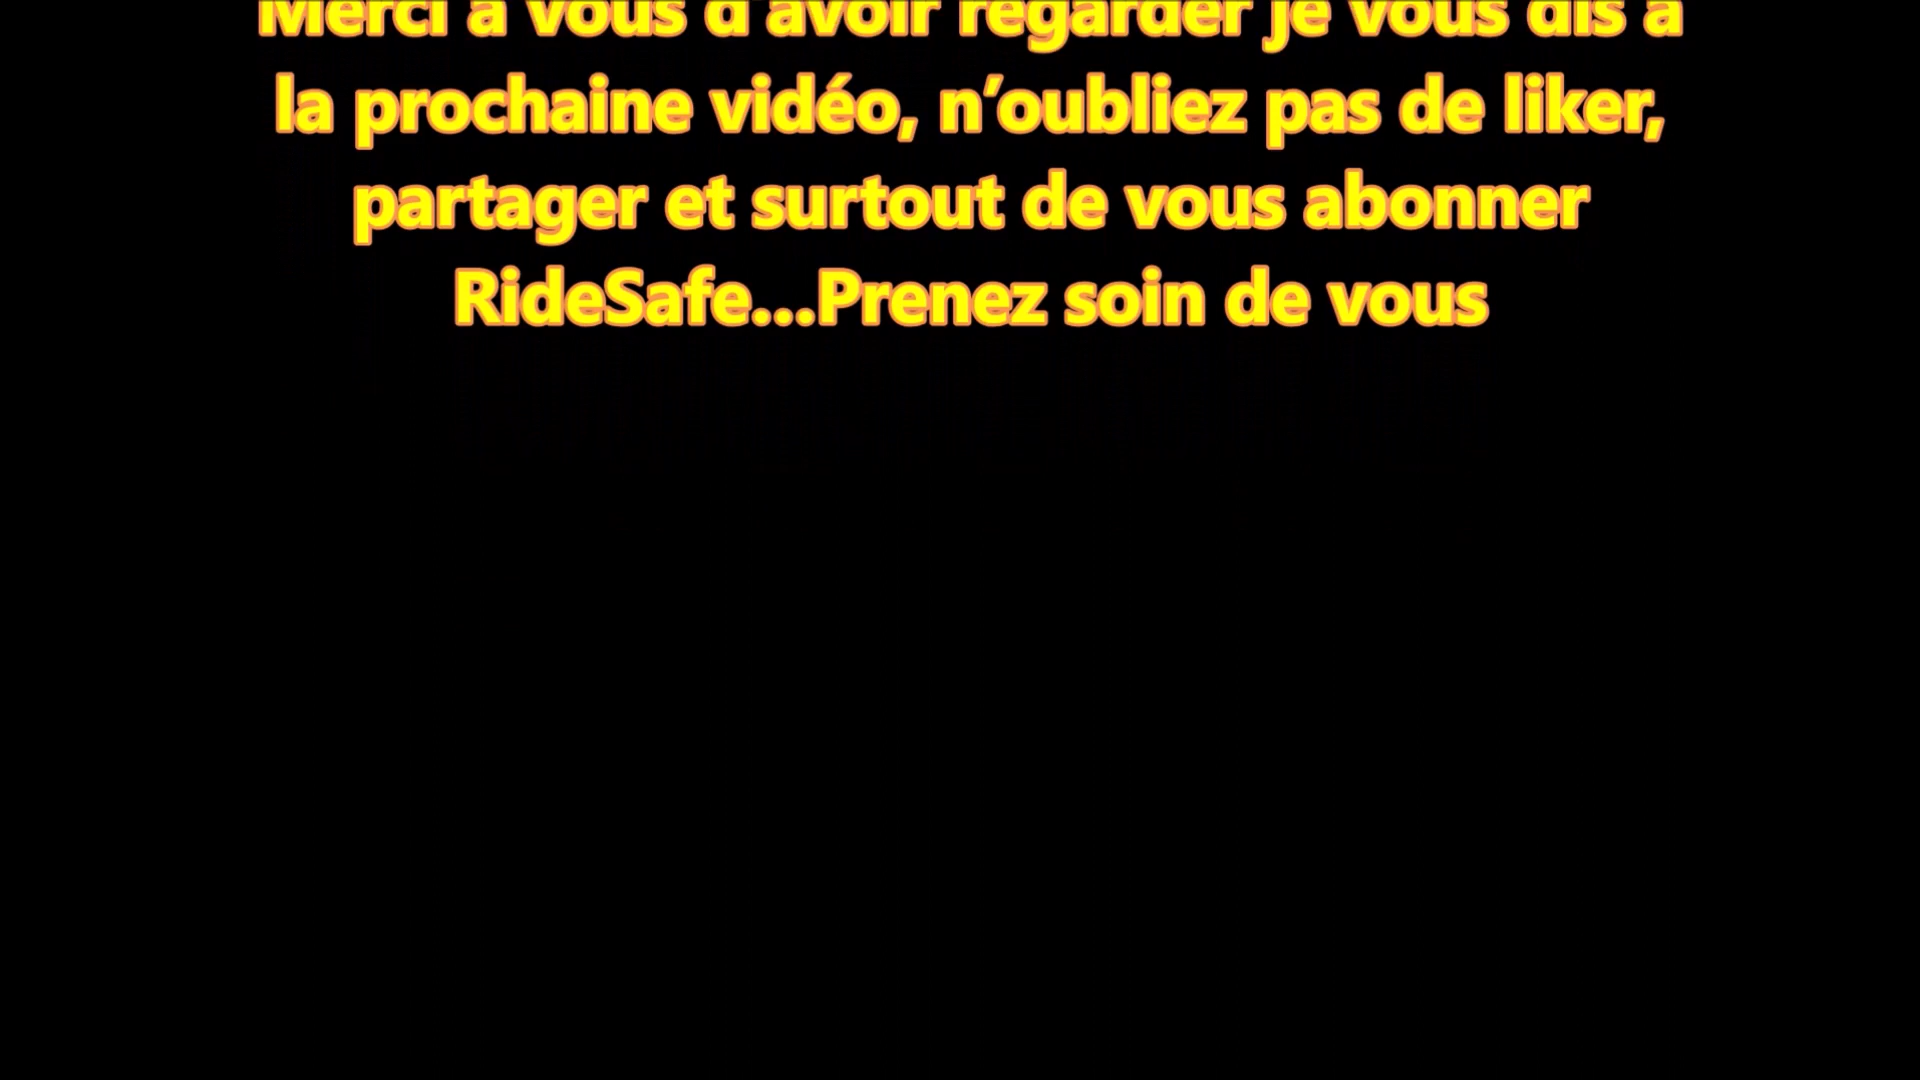 Merci à vous d'avoir regarder je vous dis à
la prochaine vidéo, n’oubliez pas de liker,
partager et surtout de vous abonner
RideSafe...Prenez soin de vous